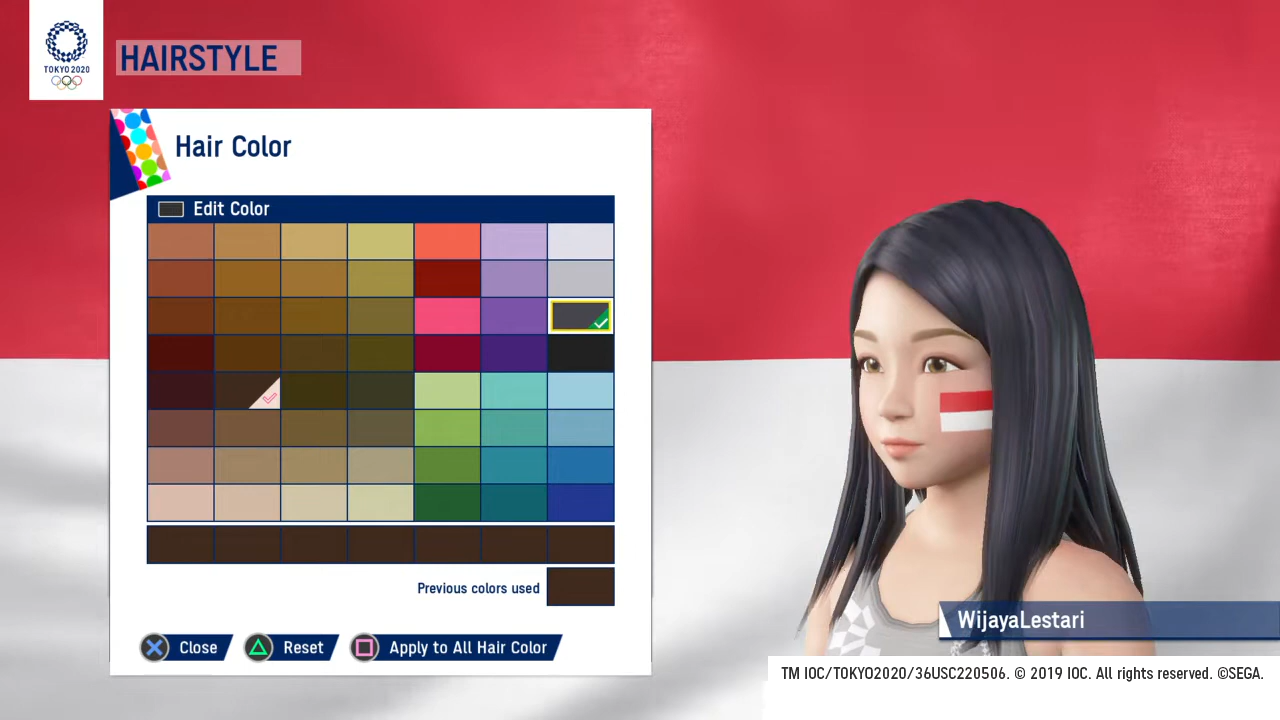 TOKYO 2020
HAIRSTYLE
Hair Color
Edit Color
Previous colors used
Close
Reset
Apply to All Hair Color
WijayaLestari
TM IOC/TOKYO2020/36USC220506. © 2019 IOC. All rights reserved. ©SEGA.